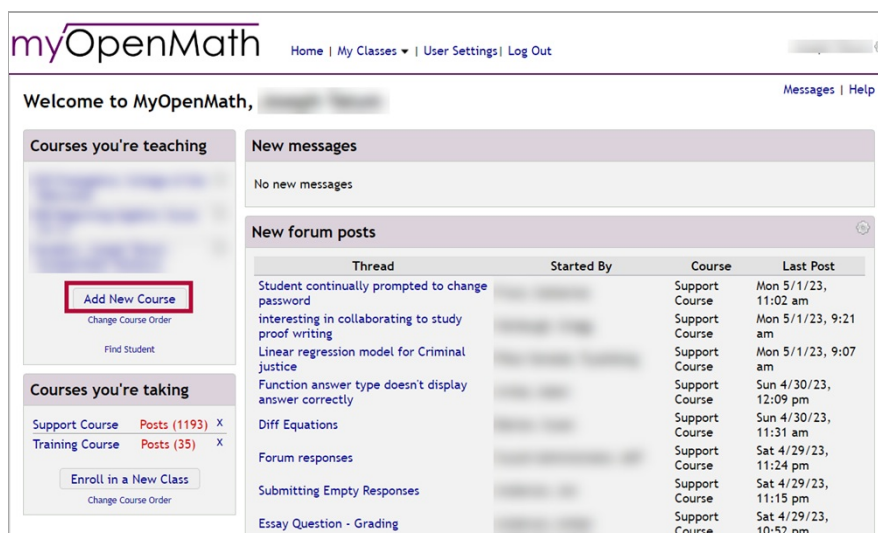 myOpenMath
Home | My Classes ▾ | User Settings | Log Out
Messages | Help
Welcome to MyOpenMath,
Courses you're teaching
Add New Course
Change Course Order
Find Student
Courses you're taking
Support Course Posts (1193) X
Training Course Posts (35) X
Enroll in a New Class
Change Course Order
New messages
No new messages
New forum posts
Thread Started By Course Last Post
Student continually prompted to change Support Mon 5/1/23,
password Course 11:02 am
interesting in collaborating to study Support Mon 5/1/23, 9:21
proof writing Course am
Linear regression model for Criminal Support Mon 5/1/23, 9:07
justice Course am
Function answer type doesn't display Support Sun 4/30/23,
answer correctly Course 12:09 pm
Diff Equations Support Sun 4/30/23,
Course 11:31 am
Forum responses Support Sat 4/29/23,
Course 11:24 pm
Submitting Empty Responses Support Sat 4/29/23,
Course 11:15 pm
Essay Question - Grading Support Sat 4/29/23,
Course 10:52 pm